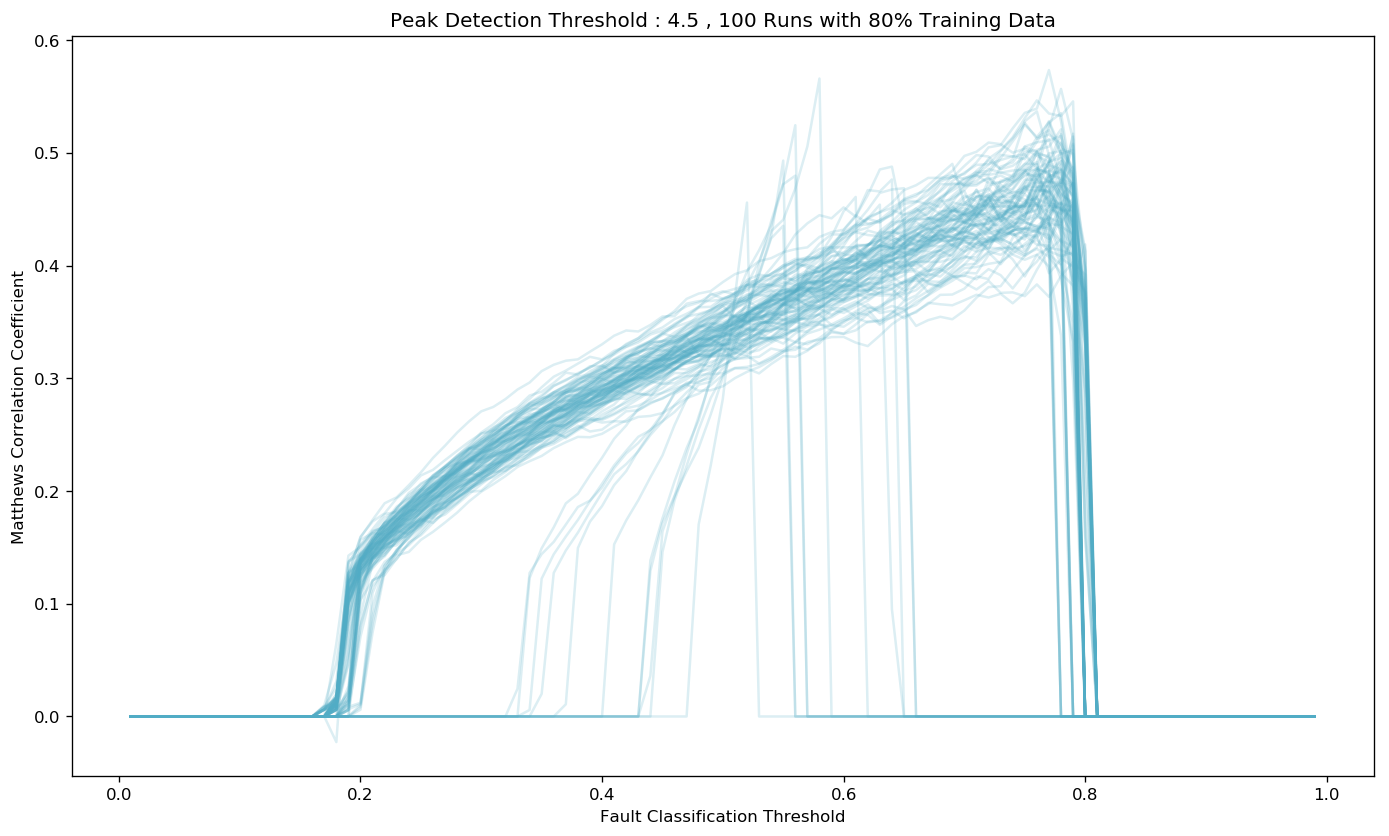 Peak Detection Threshold : 4.5 , 100 Runs with 80% Training Data
0.6
0.5
0.4
0.3
0.2
0.1
0.0
Matthews Correlation Coefficient
0.0 0.2 0.4 0.6 0.8 1.0
Fault Classification Threshold